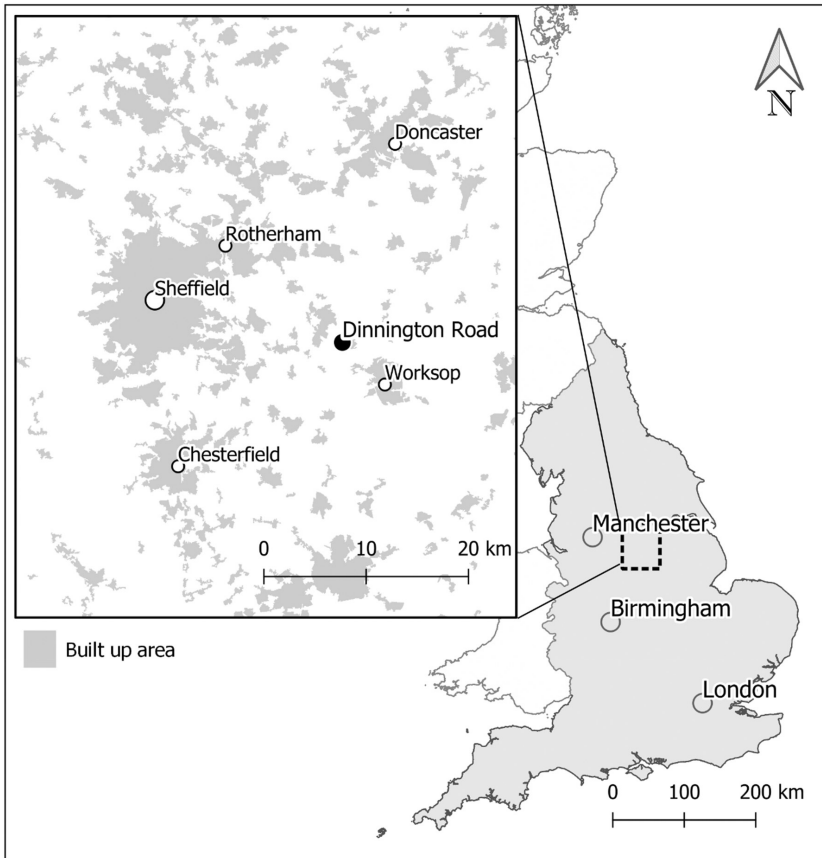 N
Doncaster
Rotherham
Sheffield
Dinnington Road
Worksop
Chesterfield
0 10 20 km
Manchester
Birmingham
Built up area
London
0 100 200 km